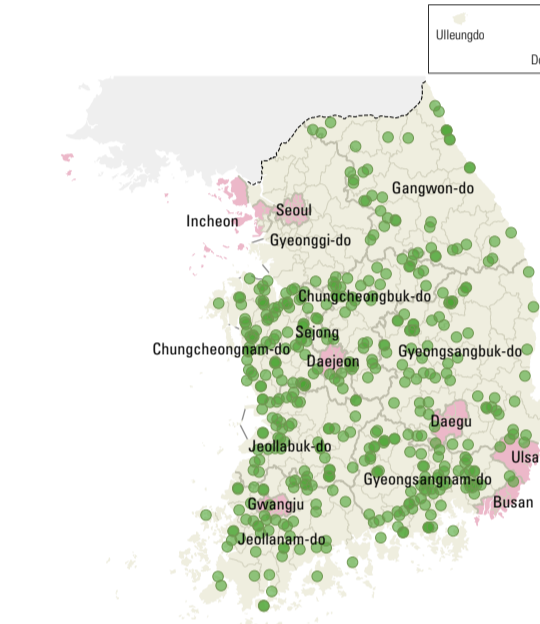 Ulleungdo
Gangwon-do
Seoul
Incheon
Gyeonggi-do
Chungcheongbuk-do
Sejong
Chungcheongnam-do
Gyeongsangbuk-do
Daejeon
Daegu
Jeollabuk-do
Gyeongsangnam-do
Gwangju
Busan
Jeollanam-do